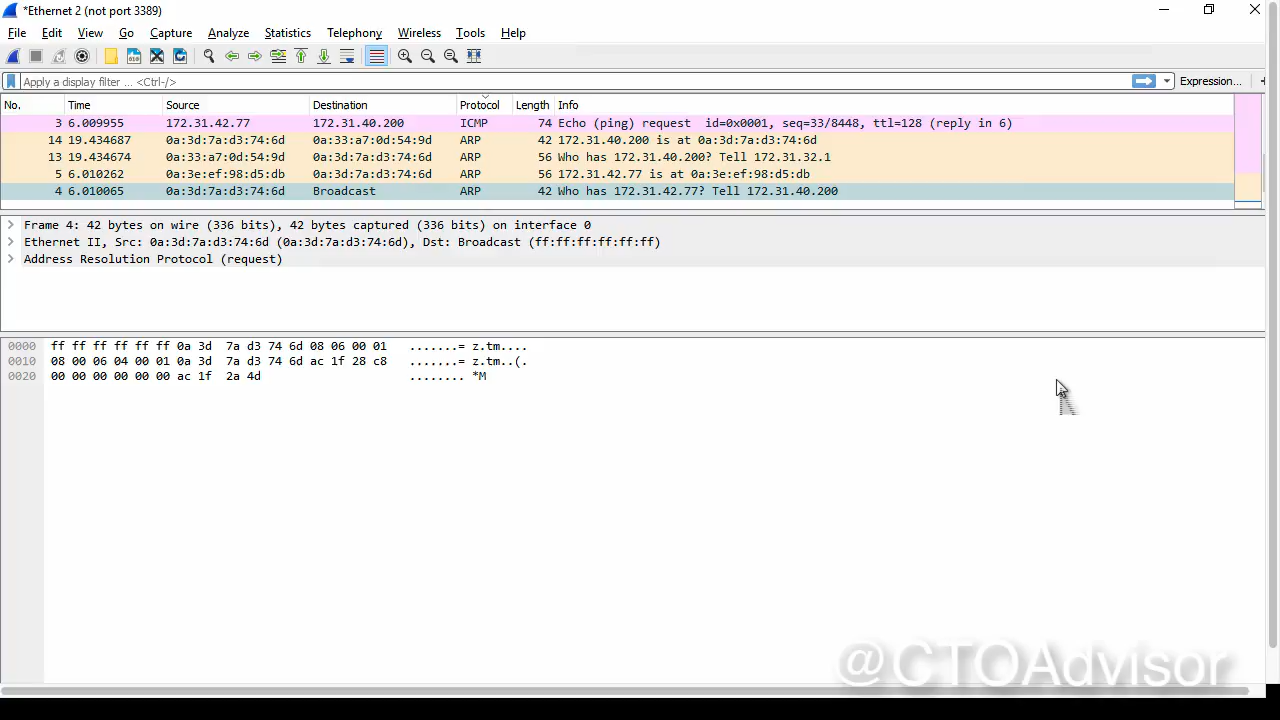 *Ethernet 2 (not port 3389)
File Edit View Go Capture Analyze Statistics Telephony Wireless Tools Help
Apply a display filter ... <Ctrl-/> Expression... +
No. Time Source Destination Protocol Length Info
3 6.009955 172.31.42.77 172.31.40.200 ICMP 74 Echo (ping) request id=0x0001, seq=33/8448, ttl=128 (reply in 6)
14 19.434687 0a:3d:7a:d3:74:6d 0a:33:a7:0d:54:9d ARP 42 172.31.40.200 is at 0a:3d:7a:d3:74:6d
13 19.434674 0a:33:a7:0d:54:9d 0a:3d:7a:d3:74:6d ARP 56 Who has 172.31.40.200? Tell 172.31.32.1
5 6.010262 0a:3e:ef:98:d5:db 0a:3d:7a:d3:74:6d ARP 56 172.31.42.77 is at 0a:3e:ef:98:d5:db
4 6.010065 0a:3d:7a:d3:74:6d Broadcast ARP 42 Who has 172.31.42.77? Tell 172.31.40.200
Frame 4: 42 bytes on wire (336 bits), 42 bytes captured (336 bits) on interface 0
Ethernet II, Src: 0a:3d:7a:d3:74:6d (0a:3d:7a:d3:74:6d), Dst: Broadcast (ff:ff:ff:ff:ff:ff)
Address Resolution Protocol (request)
0000 ff ff ff ff ff ff 0a 3d 7a d3 74 6d 08 06 00 01 .......= z.tm....
0010 08 00 06 04 00 01 0a 3d 7a d3 74 6d ac 1f 28 c8 .......= z.tm..(.
0020 00 00 00 00 00 00 ac 1f 2a 4d ........ *M
@CTOAdvisor